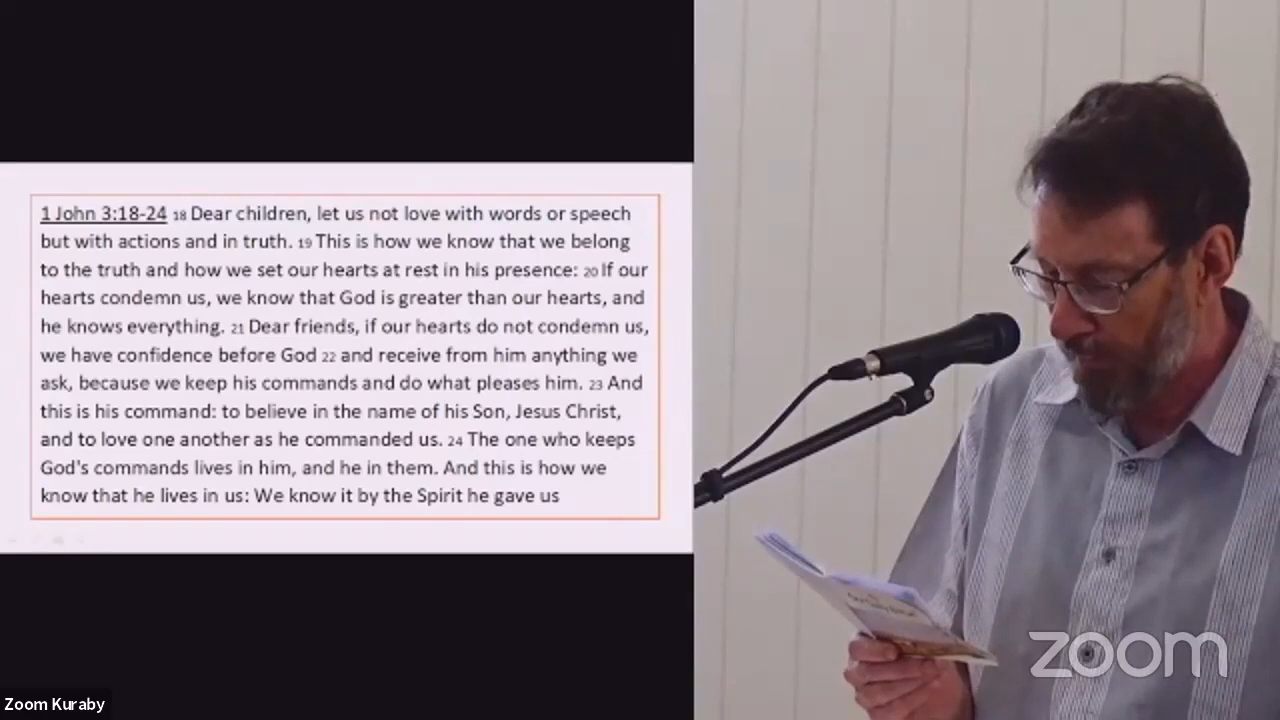 1 John 3:18-24 18 Dear children, let us not love with words or speech
but with actions and in truth. 19 This is how we know that we belong
to the truth and how we set our hearts at rest in his presence: 20 If our
hearts condemn us, we know that God is greater than our hearts, and
he knows everything. 21 Dear friends, if our hearts do not condemn us,
we have confidence before God 22 and receive from him anything we
ask, because we keep his commands and do what pleases him. 23 And
this is his command: to believe in the name of his Son, Jesus Christ,
and to love one another as he commanded us. 24 The one who keeps
God's commands lives in him, and he in them. And this is how we
know that he lives in us: We know it by the Spirit he gave us
zoom
Zoom Kuraby